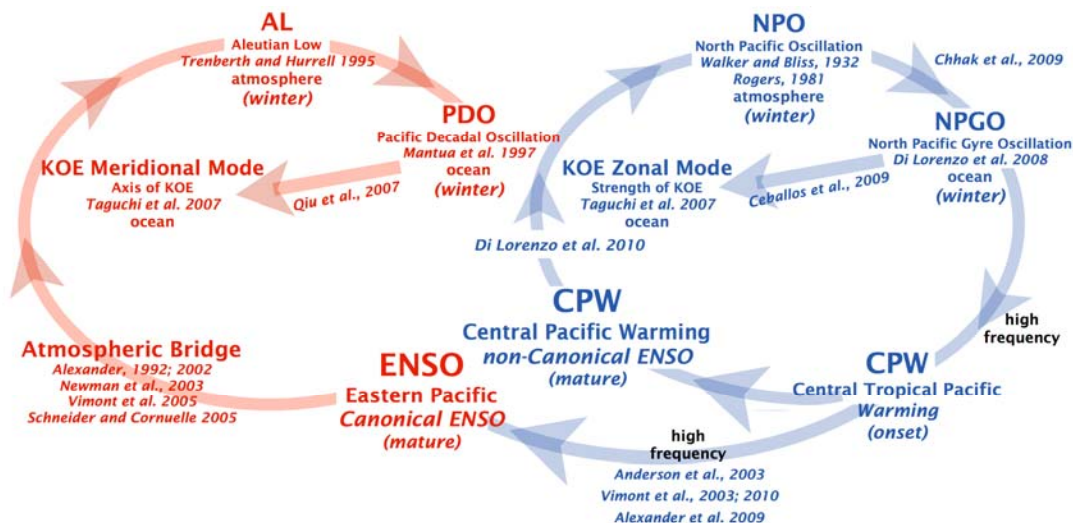 AL
Aleutian Low
Trenberth and Hurrell 1995
atmosphere
(winter)
PDO
Pacific Decadal Oscillation
Mantua et al. 1997
ocean
(winter)
KOE Meridional Mode
Axis of KOE
Taguchi et al. 2007
ocean
Qiu et al., 2007
Atmospheric Bridge
Alexander, 1992; 2002
Newman et al., 2003
Vimont et al. 2005
Schneider and Cornuelle 2005
ENSO
Eastern Pacific
Canonical ENSO
(mature)
NPO
North Pacific Oscillation
Walker and Bliss, 1932
Rogers, 1981
atmosphere
(winter)
Chhak et al., 2009
NPGO
North Pacific Gyre Oscillation
Di Lorenzo et al. 2008
ocean
(winter)
KOE Zonal Mode
Strength of KOE
Taguchi et al. 2007
ocean
Ceballos et al., 2009
Di Lorenzo et al. 2010
CPW
Central Pacific Warming
non-Canonical ENSO
(mature)
high
frequency
CPW
Central Tropical Pacific
Warming
(onset)
high
frequency
Anderson et al., 2003
Vimont et al., 2003; 2010
Alexander et al. 2009